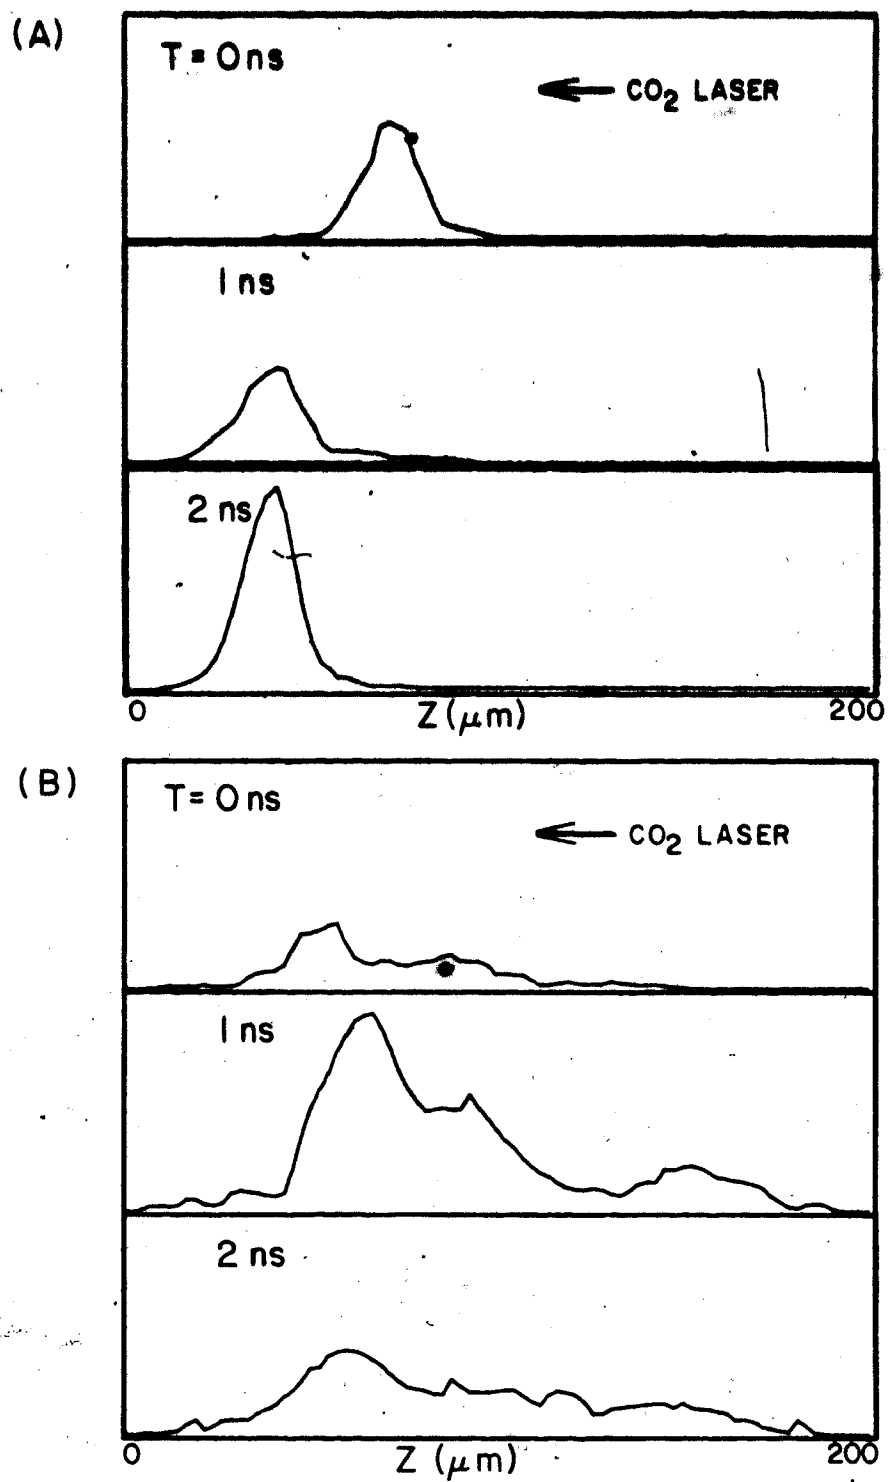 (A)
T = 0 ns
← CO₂ LASER
1 ns
2 ns
0 Z (μm) 200
(B)
T = 0 ns
← CO₂ LASER
1 ns
2 ns
0 Z (μm) 200